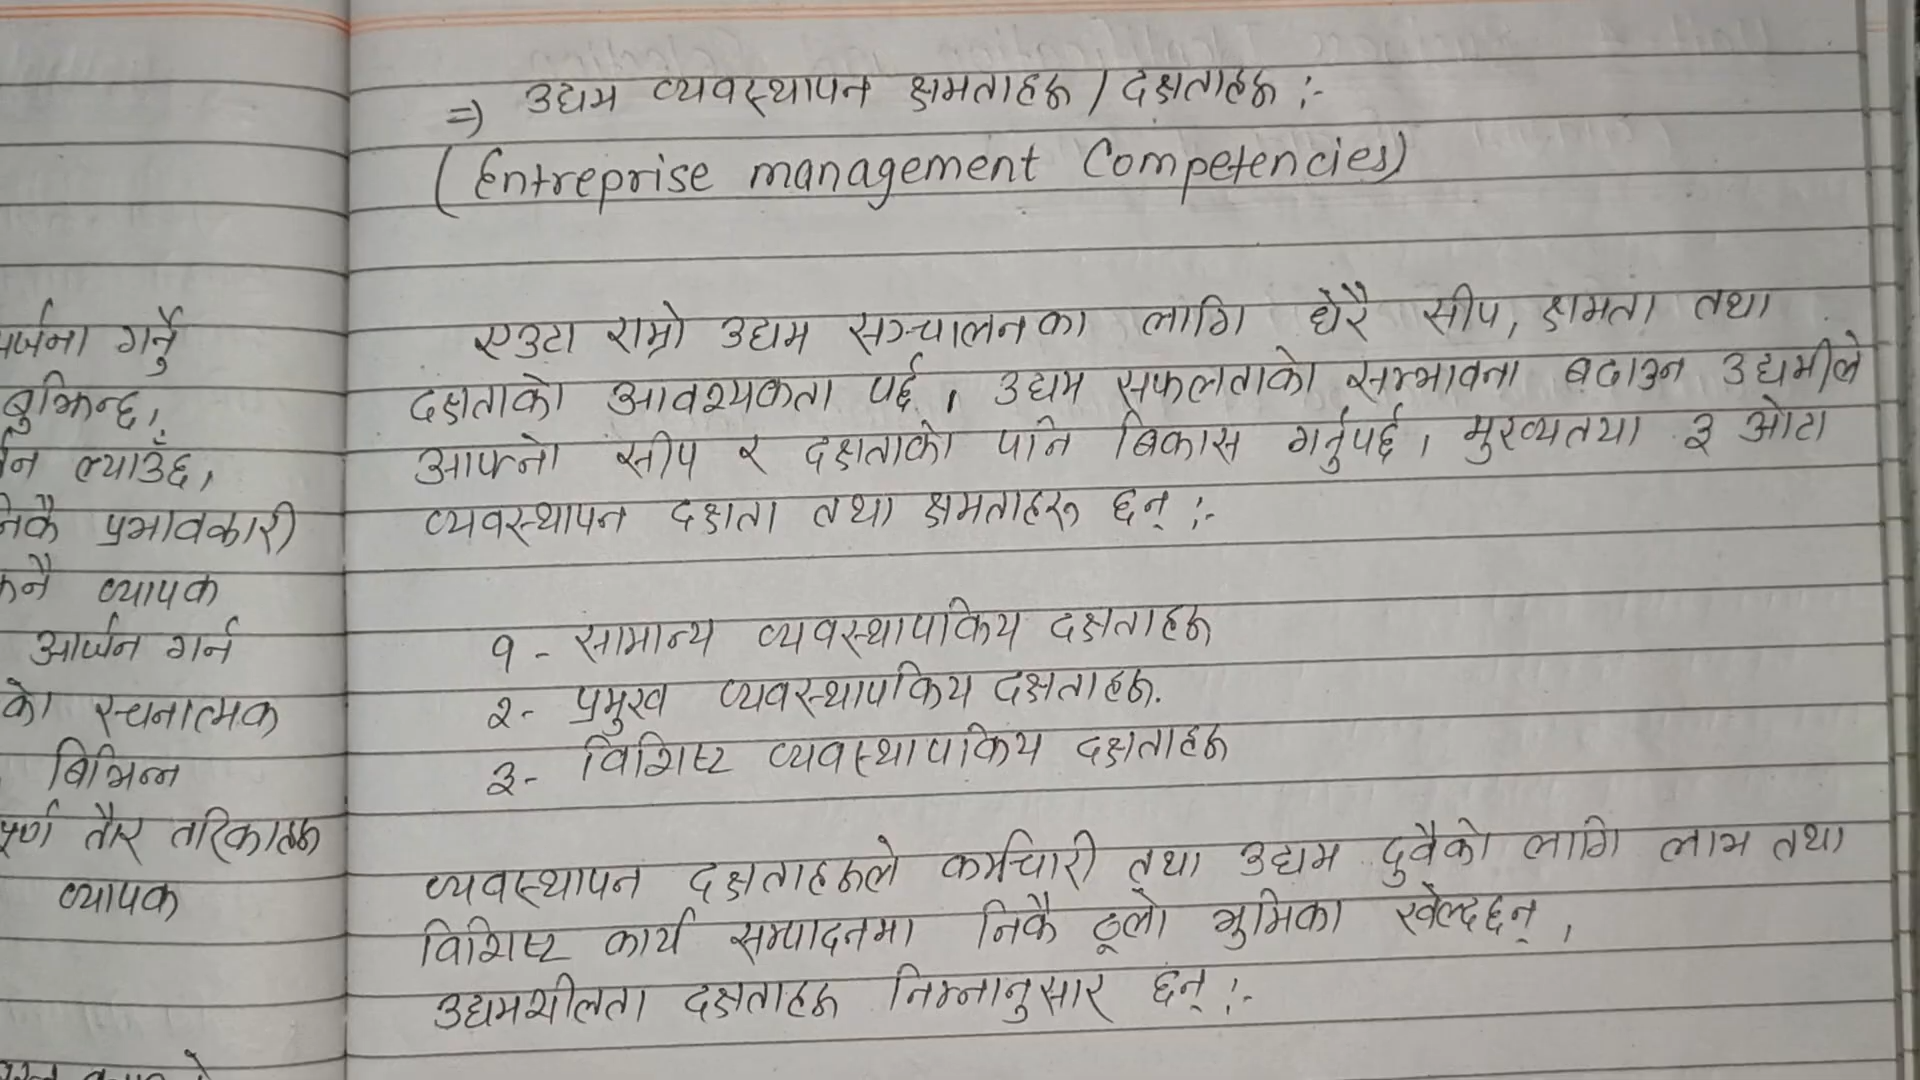 => उद्यम व्यवस्थापन क्षमताहरू / दक्षताहरू :-
(Entreprise management Competencies)
एउटा राम्रो उद्यम सञ्चालनका लागि धेरै सीप, क्षमता तथा
दक्षताको आवश्यकता पर्छ । उद्यम सफलताको सम्भावना बढाउन उद्यमीले
आफ्नो सीप र दक्षताको पनि बिकास गर्नुपर्छ । मुख्यतया ३ ओटा
व्यवस्थापन दक्षता तथा क्षमताहरू छन् :-
१ - सामान्य व्यवस्थापकिय दक्षताहरू
२- प्रमुख व्यवस्थापकिय दक्षताहरू.
३- विशिष्ट व्यवस्थापकिय दक्षताहरू
व्यवस्थापन दक्षताहरूले कर्मचारी तथा उद्यम दुवैको लागि लाभ तथा
विशिष्ट कार्य सम्पादनमा निकै ठूलो भुमिका खेल्दछन् ।
उद्यमशीलता दक्षताहरू निम्नानुसार छन् :-
गर्नु
बुझिन्छ,
ल्याउँछ,
प्रभावकारी
व्यापक
आर्जन गर्न
को रचनात्मक
बिभिन्न
तौर तरिकाहरू
व्यापक